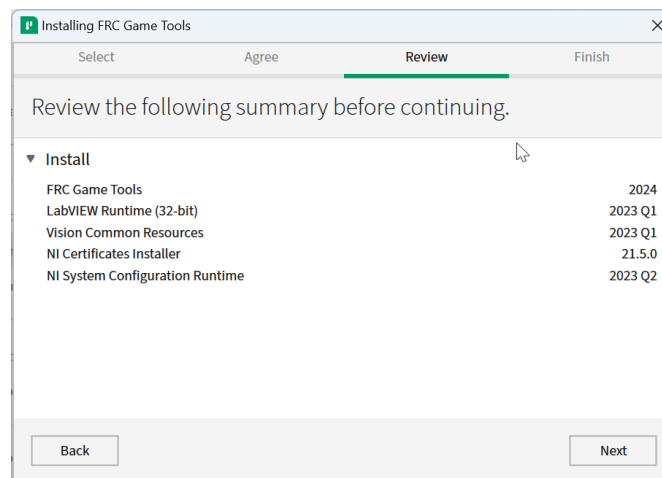 Installing FRC Game Tools
Select Agree Review Finish
Review the following summary before continuing.
Install
FRC Game Tools 2024
LabVIEW Runtime (32-bit) 2023 Q1
Vision Common Resources 2023 Q1
NI Certificates Installer 21.5.0
NI System Configuration Runtime 2023 Q2
Back Next